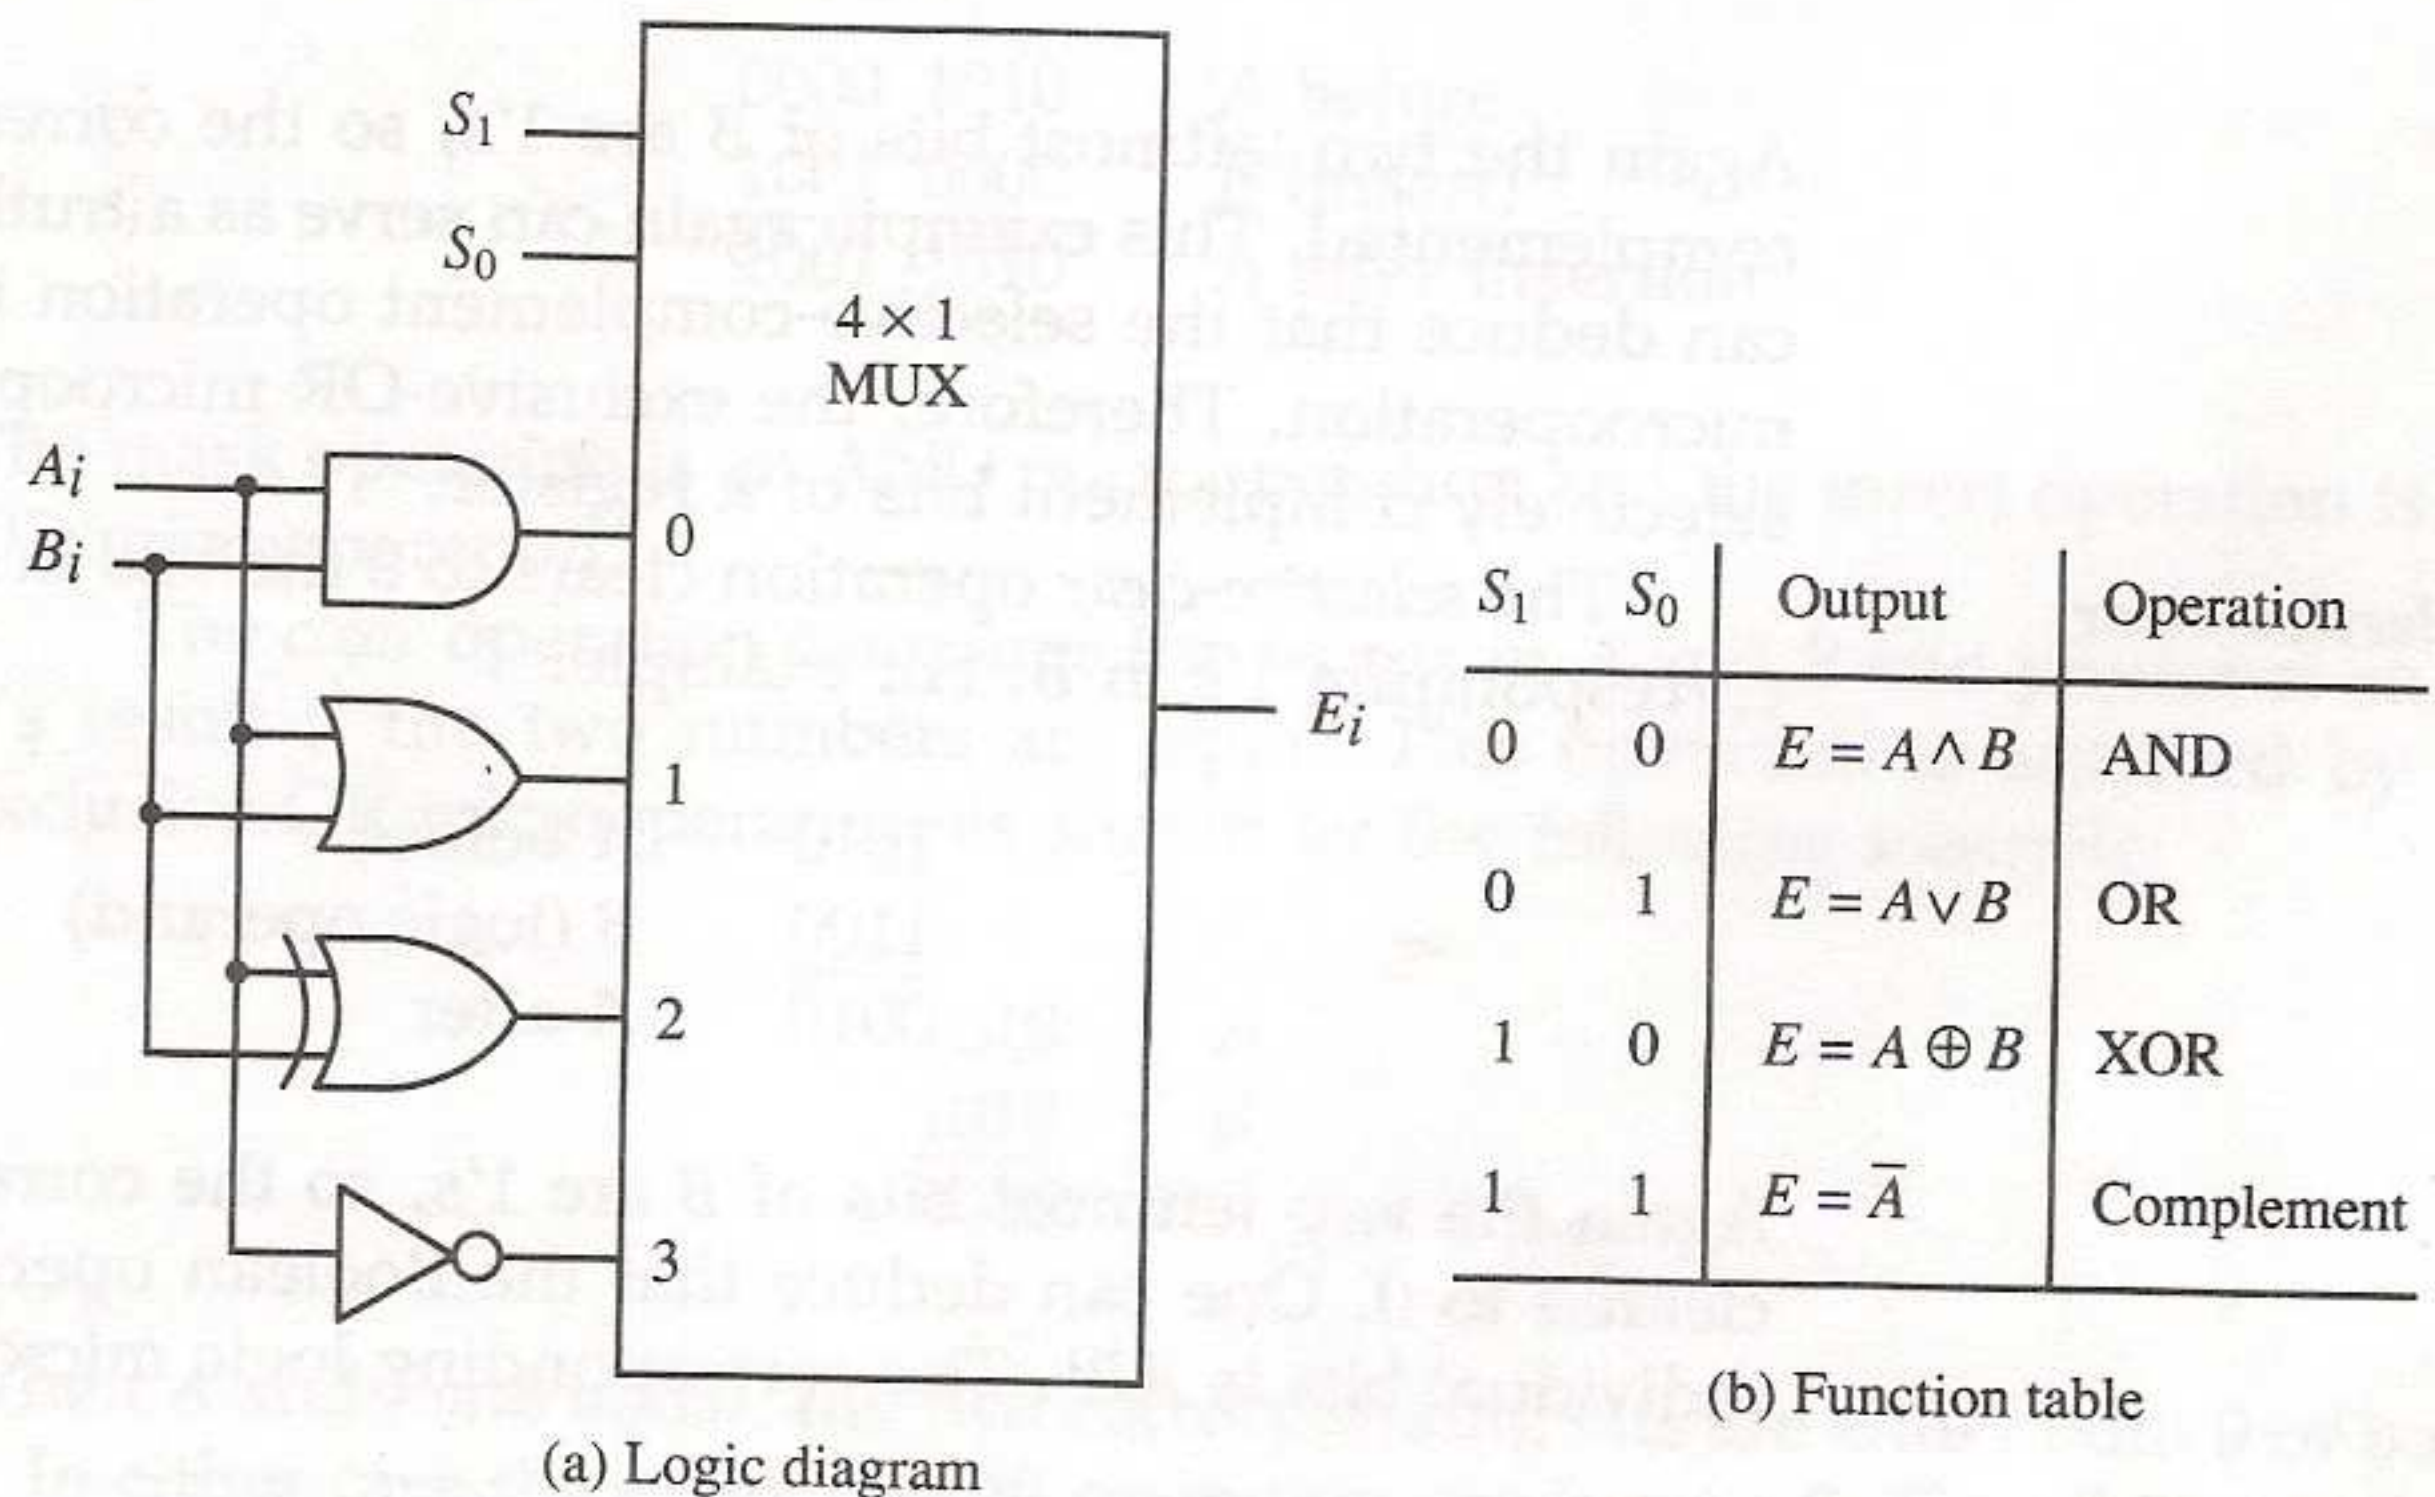 S1
S0
4 × 1
MUX
Ai
Bi
0
1
2
3
Ei
(a) Logic diagram
S1 S0 Output Operation
0 0 E = A ∧ B AND
0 1 E = A ∨ B OR
1 0 E = A ⊕ B XOR
1 1 E = A̅ Complement
(b) Function table